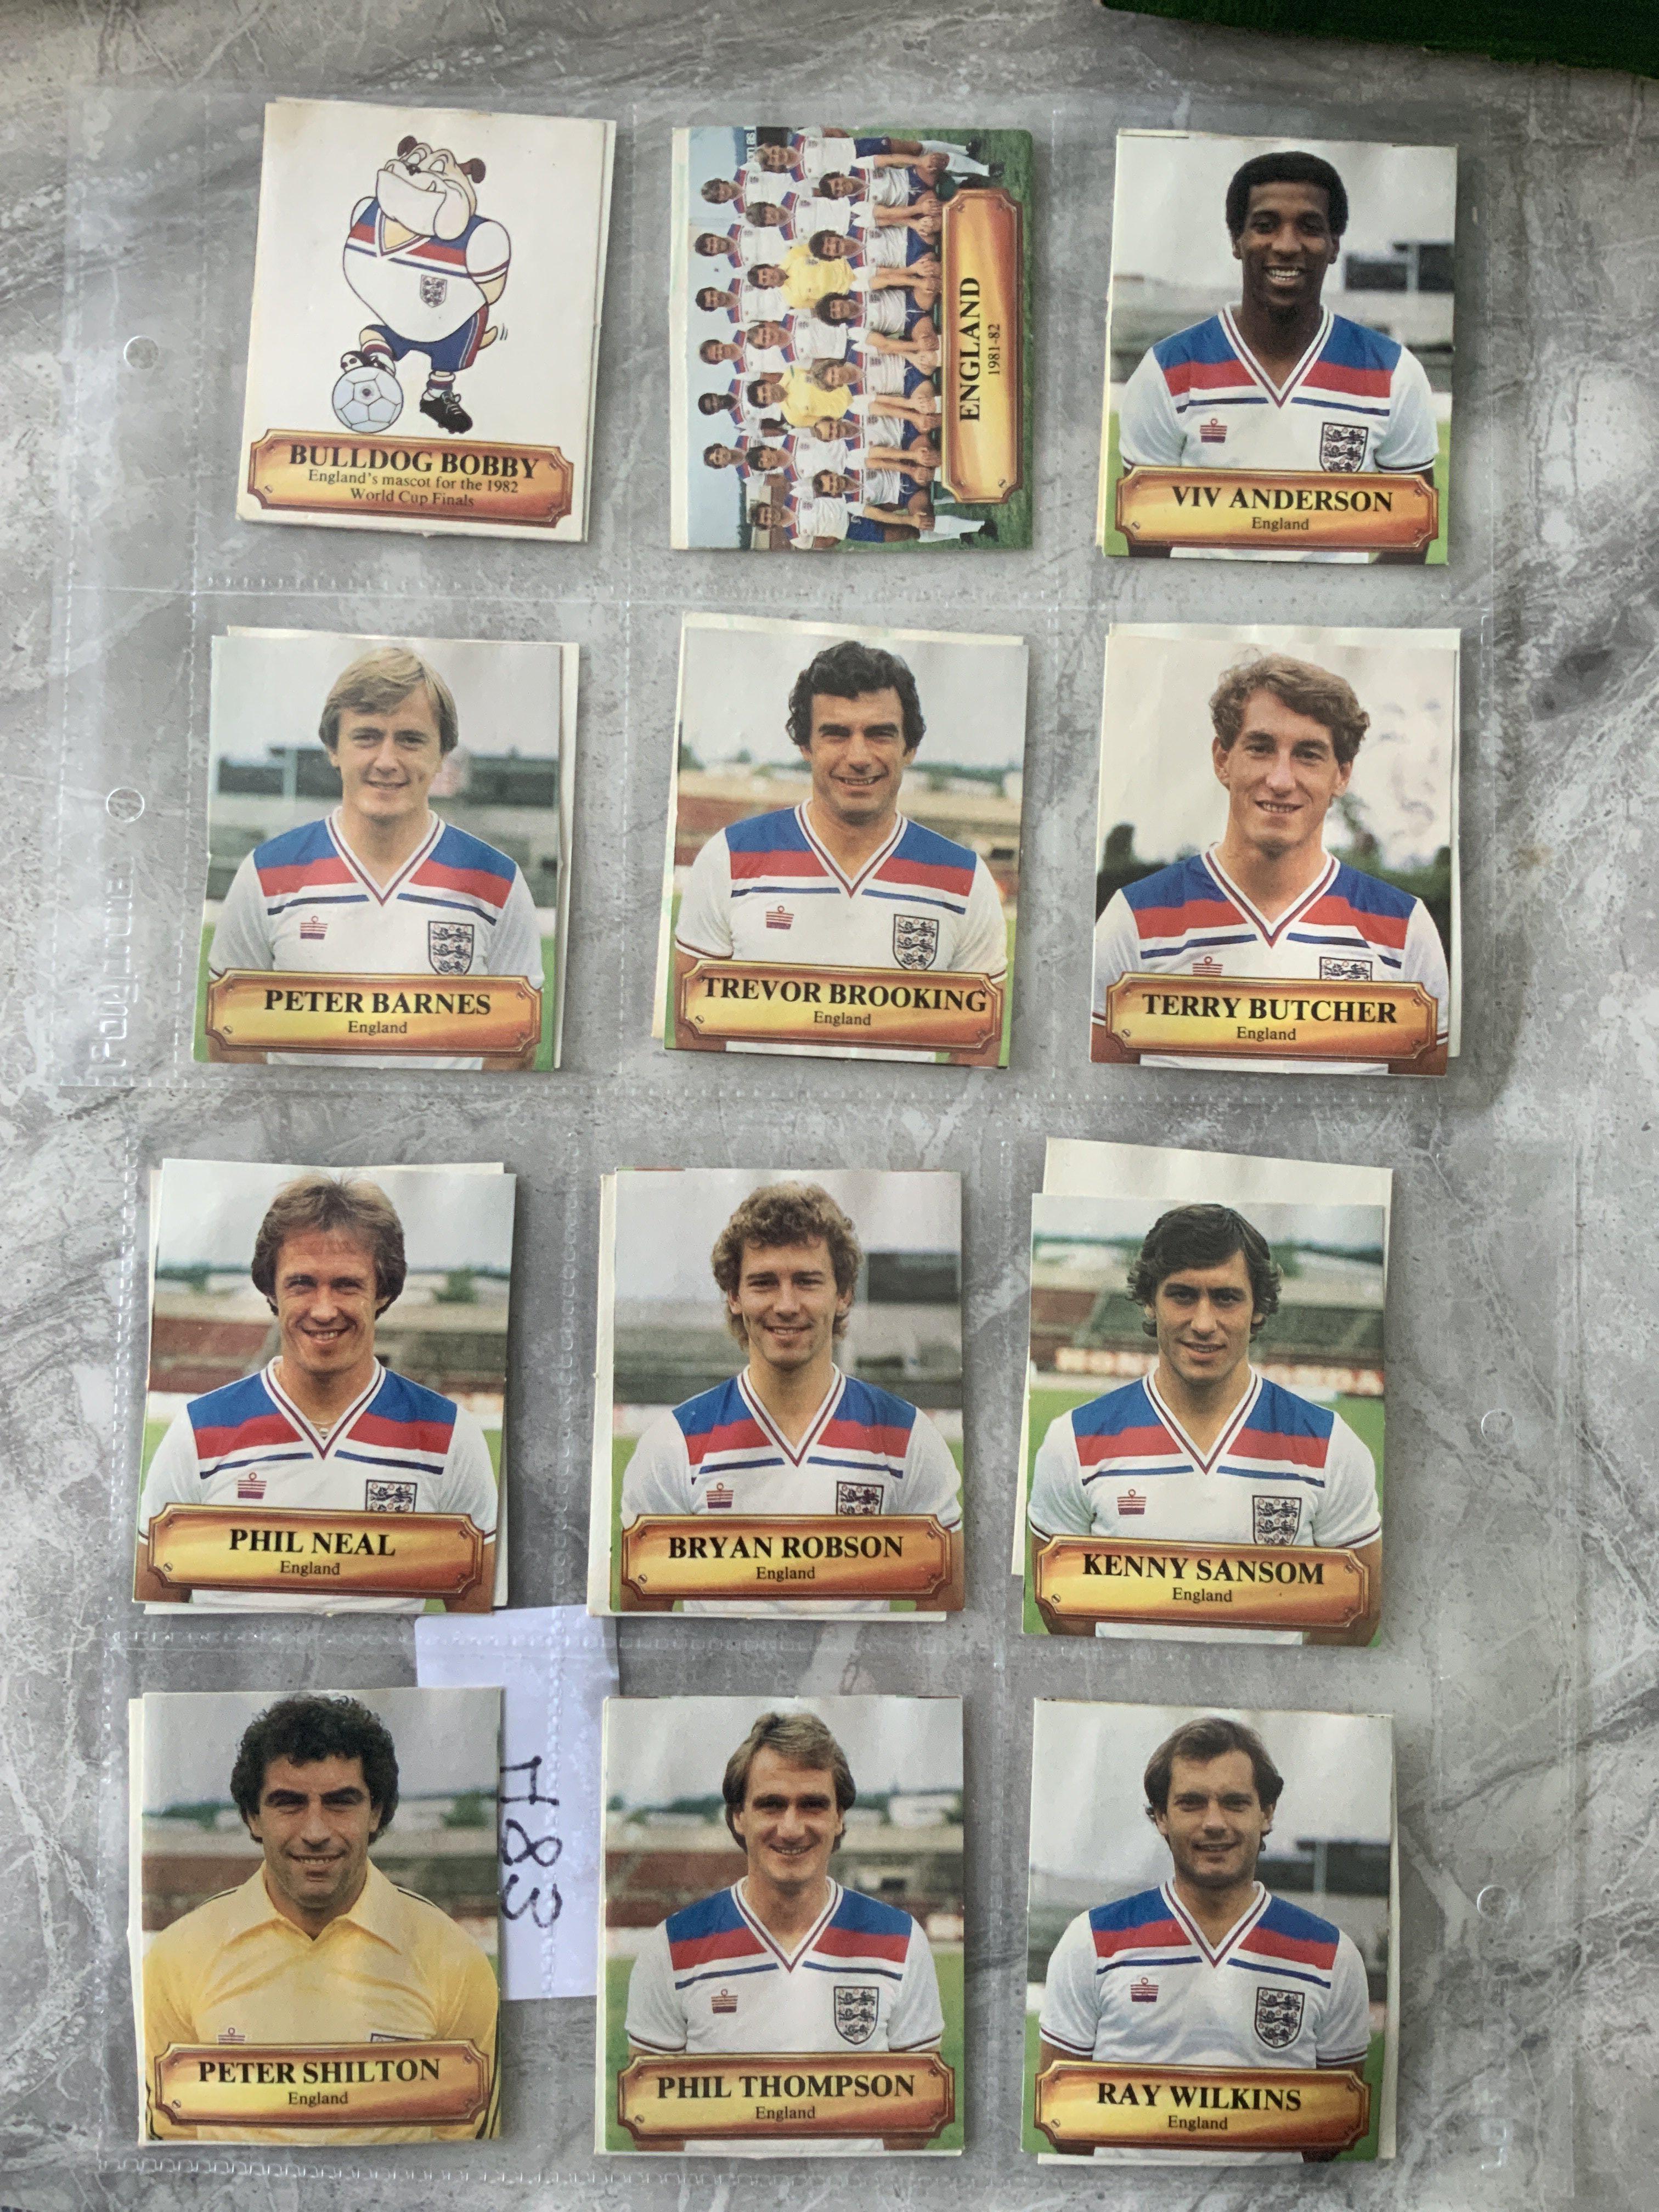 BULLDOG BOBBY
England's mascot for the 1982
World Cup Finals
ENGLAND
1981-82
VIV ANDERSON
England
PETER BARNES
England
TREVOR BROOKING
England
TERRY BUTCHER
England
PHIL NEAL
England
BRYAN ROBSON
England
KENNY SANSOM
England
PETER SHILTON
England
H83
PHIL THOMPSON
England
RAY WILKINS
England